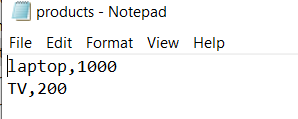 products - Notepad
File Edit Format View Help
laptop,1000
TV,200